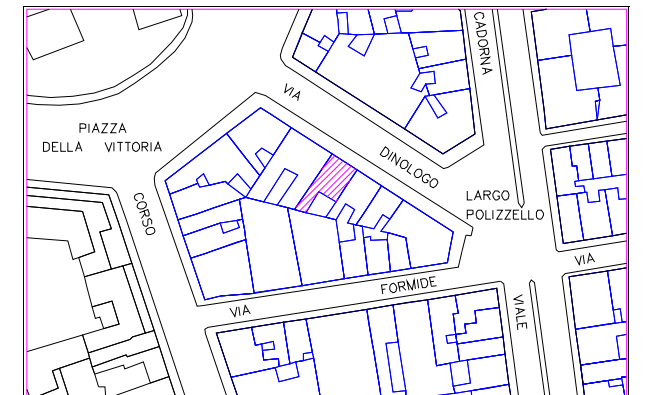 CADORNA
VIA
PIAZZA
DELLA VITTORIA
DINOLOGO
CORSO
LARGO
POLIZZELLO
VIA
FORMIDE
VIA
VIALE